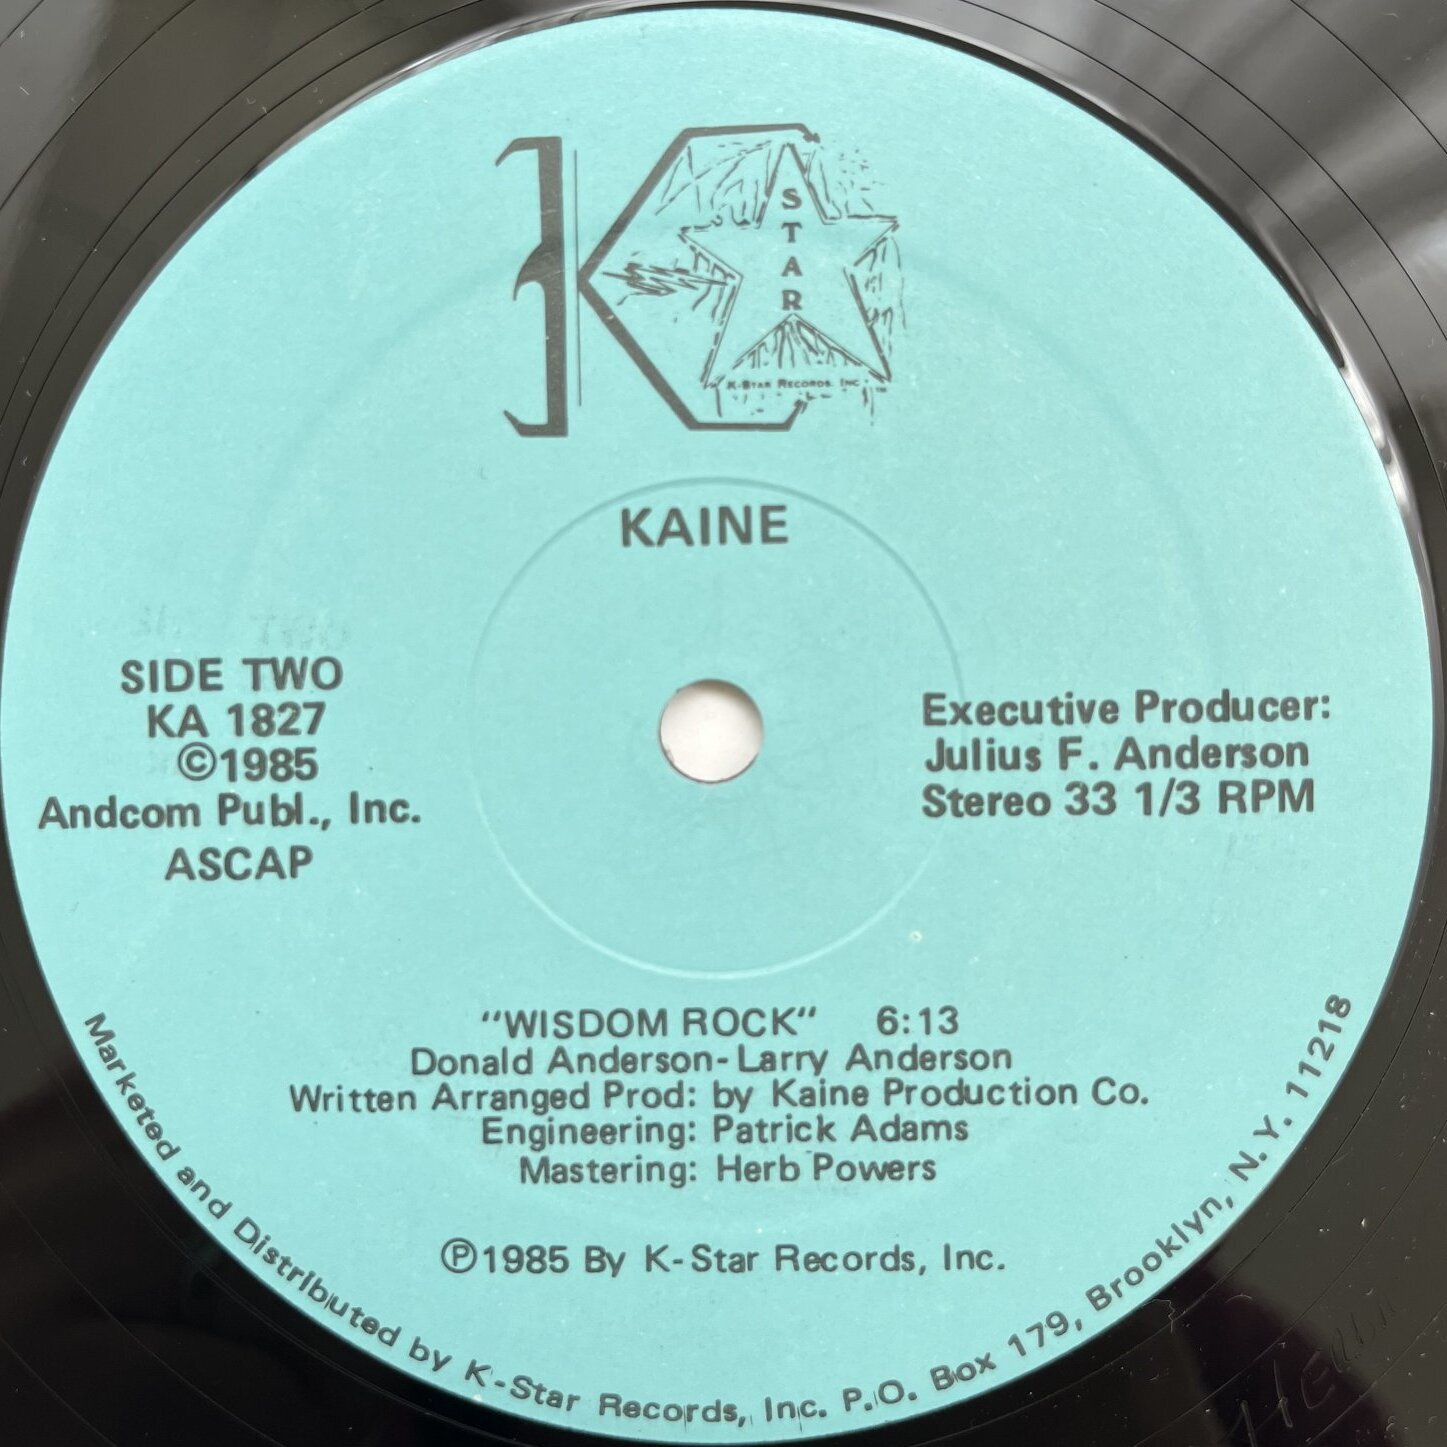 K
STAR
K-STAR RECORDS, INC.™
KAINE
SIDE TWO
KA 1827
©1985
Andcom Publ., Inc.
ASCAP
Executive Producer:
Julius F. Anderson
Stereo 33 1/3 RPM
"WISDOM ROCK" 6:13
Donald Anderson-Larry Anderson
Written Arranged Prod: by Kaine Production Co.
Engineering: Patrick Adams
Mastering: Herb Powers
℗1985 By K-Star Records, Inc.
Marketed and Distributed by K-Star Records, Inc. P.O. Box 179, Brooklyn, N.Y. 11218